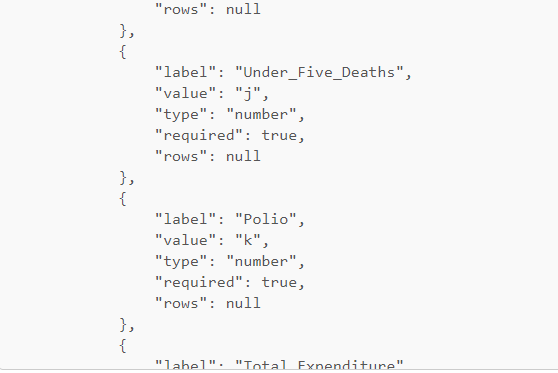 "rows": null
},
{
"label": "Under_Five_Deaths",
"value": "j",
"type": "number",
"required": true,
"rows": null
},
{
"label": "Polio",
"value": "k",
"type": "number",
"required": true,
"rows": null
},
{
"label": "Total_Expenditure"